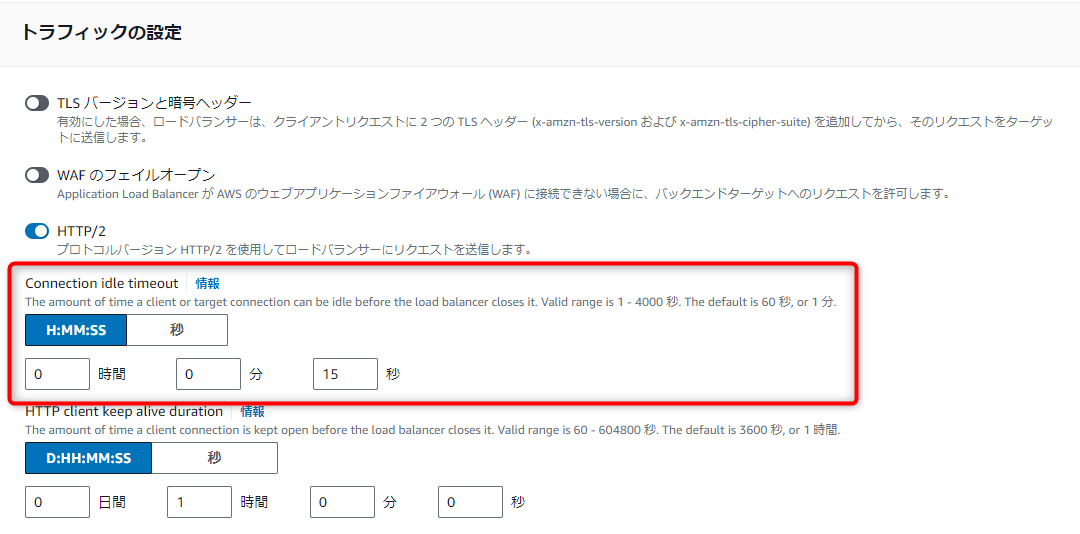 トラフィックの設定
TLS バージョンと暗号ヘッダー
有効にした場合、ロードバランサーは、クライアントリクエストに 2 つの TLS ヘッダー (x-amzn-tls-version および x-amzn-tls-cipher-suite) を追加してから、そのリクエストをターゲッ
トに送信します。
WAF のフェイルオープン
Application Load Balancer が AWS のウェブアプリケーションファイアウォール (WAF) に接続できない場合に、バックエンドターゲットへのリクエストを許可します。
HTTP/2
プロトコルバージョン HTTP/2 を使用してロードバランサーにリクエストを送信します。
Connection idle timeout 情報
The amount of time a client or target connection can be idle before the load balancer closes it. Valid range is 1 - 4000 秒. The default is 60 秒, or 1 分.
H:MM:SS 秒
0 時間 0 分 15 秒
HTTP client keep alive duration 情報
The amount of time a client connection is kept open before the load balancer closes it. Valid range is 60 - 604800 秒. The default is 3600 秒, or 1 時間.
D:HH:MM:SS 秒
0 日間 1 時間 0 分 0 秒